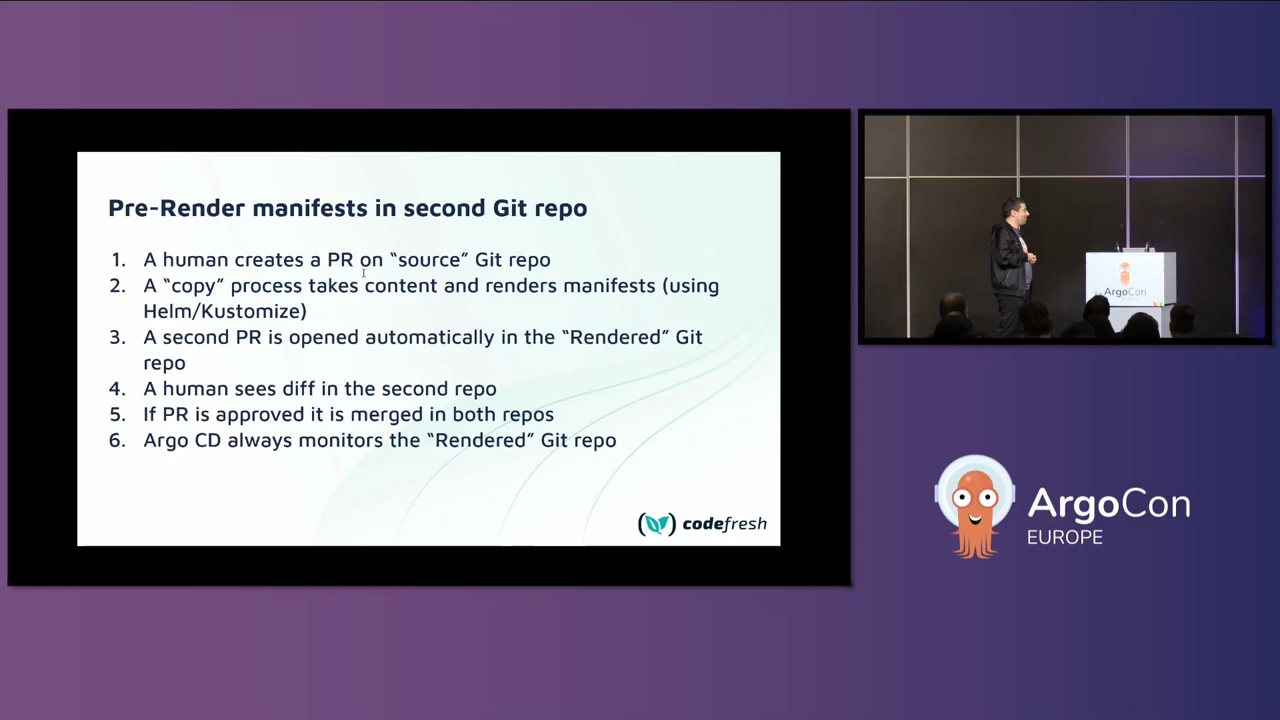 Pre-Render manifests in second Git repo
1. A human creates a PR on “source” Git repo
2. A “copy” process takes content and renders manifests (using
Helm/Kustomize)
3. A second PR is opened automatically in the “Rendered” Git
repo
4. A human sees diff in the second repo
5. If PR is approved it is merged in both repos
6. Argo CD always monitors the “Rendered” Git repo
codefresh
ArgoCon
EUROPE
ArgoCon
EUROPE